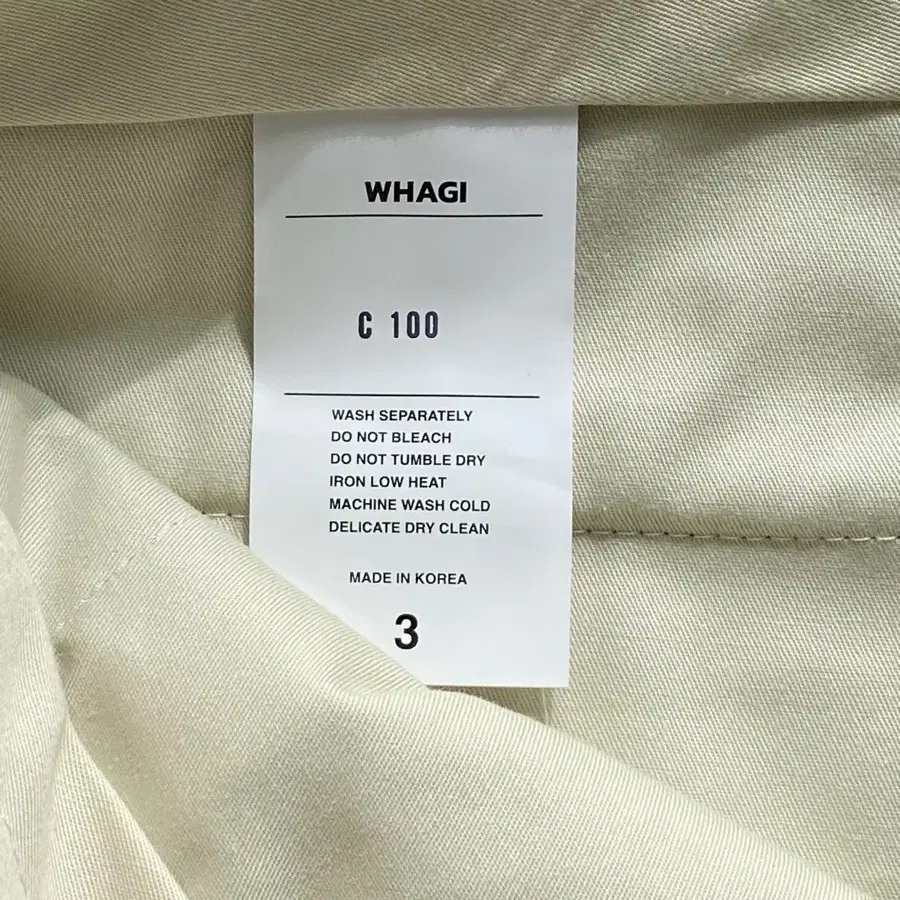 WHAGI
C 100
WASH SEPARATELY
DO NOT BLEACH
DO NOT TUMBLE DRY
IRON LOW HEAT
MACHINE WASH COLD
DELICATE DRY CLEAN
MADE IN KOREA
3